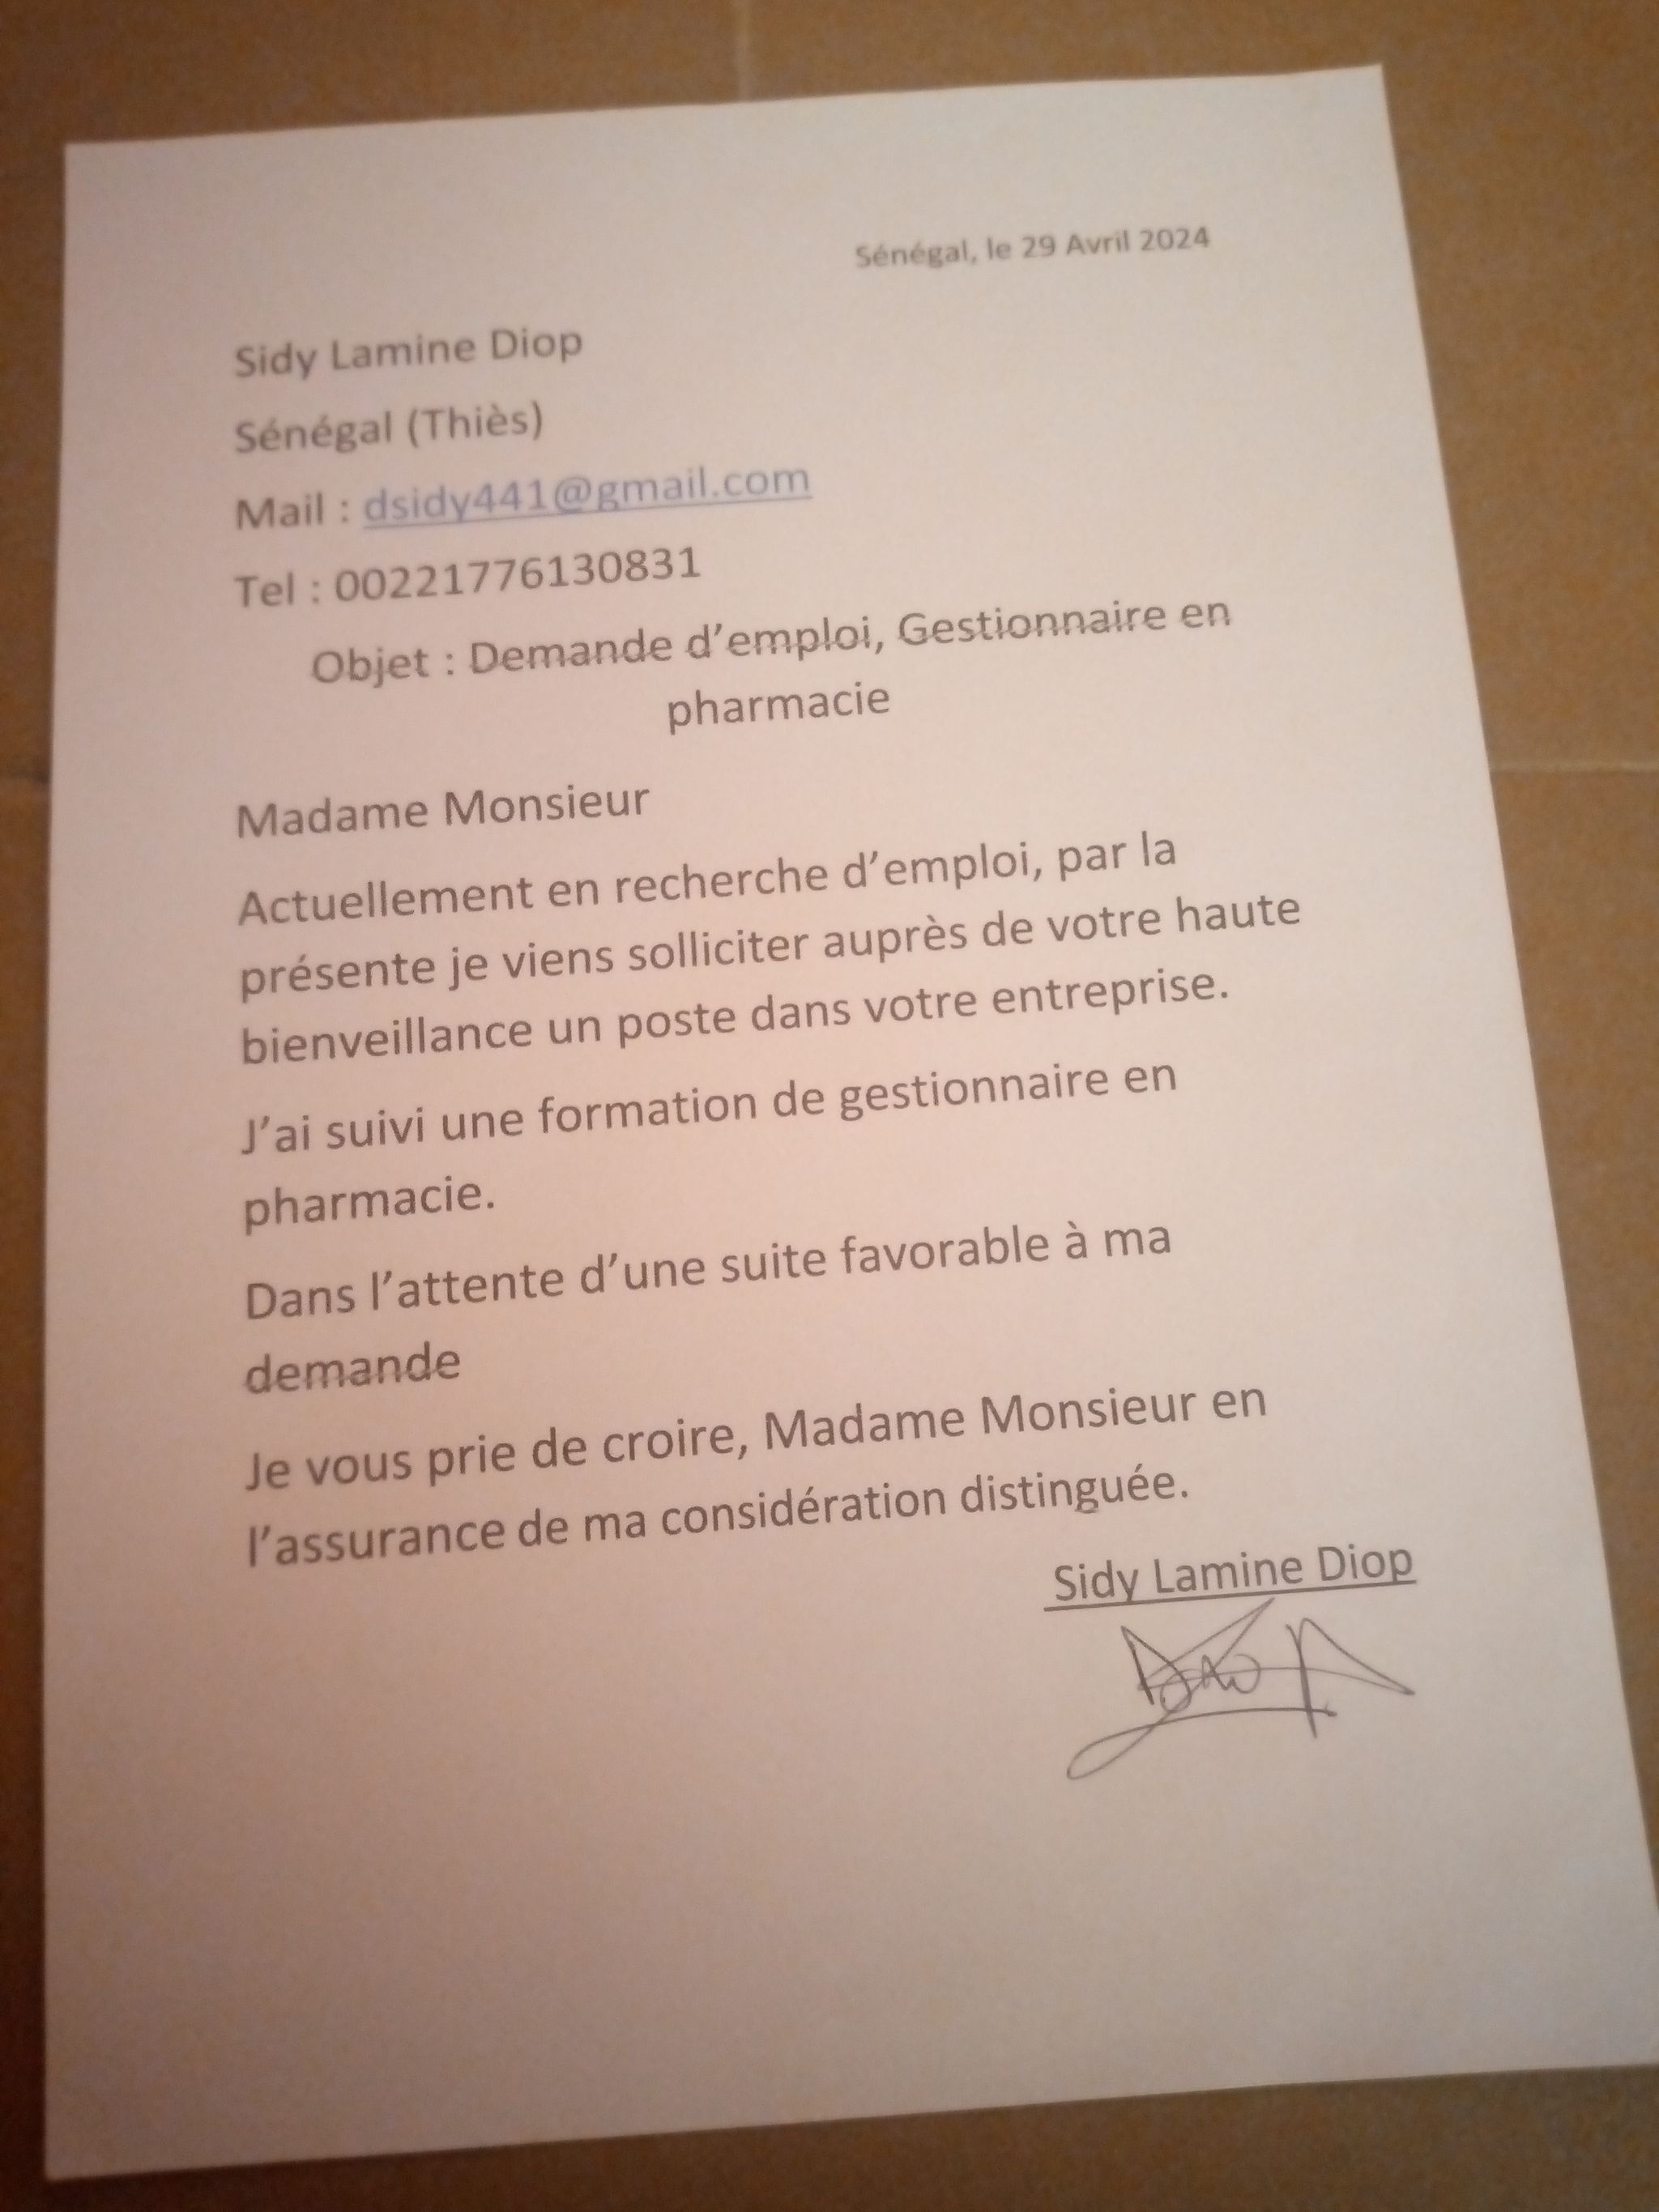 Sénégal, le 29 Avril 2024
Sidy Lamine Diop
Sénégal (Thiès)
Mail : dsidy441@gmail.com
Tel : 00221776130831
Objet : Demande d’emploi, Gestionnaire en
pharmacie
Madame Monsieur
Actuellement en recherche d’emploi, par la
présente je viens solliciter auprès de votre haute
bienveillance un poste dans votre entreprise.
J’ai suivi une formation de gestionnaire en
pharmacie.
Dans l’attente d’une suite favorable à ma
demande
Je vous prie de croire, Madame Monsieur en
l’assurance de ma considération distinguée.
Sidy Lamine Diop